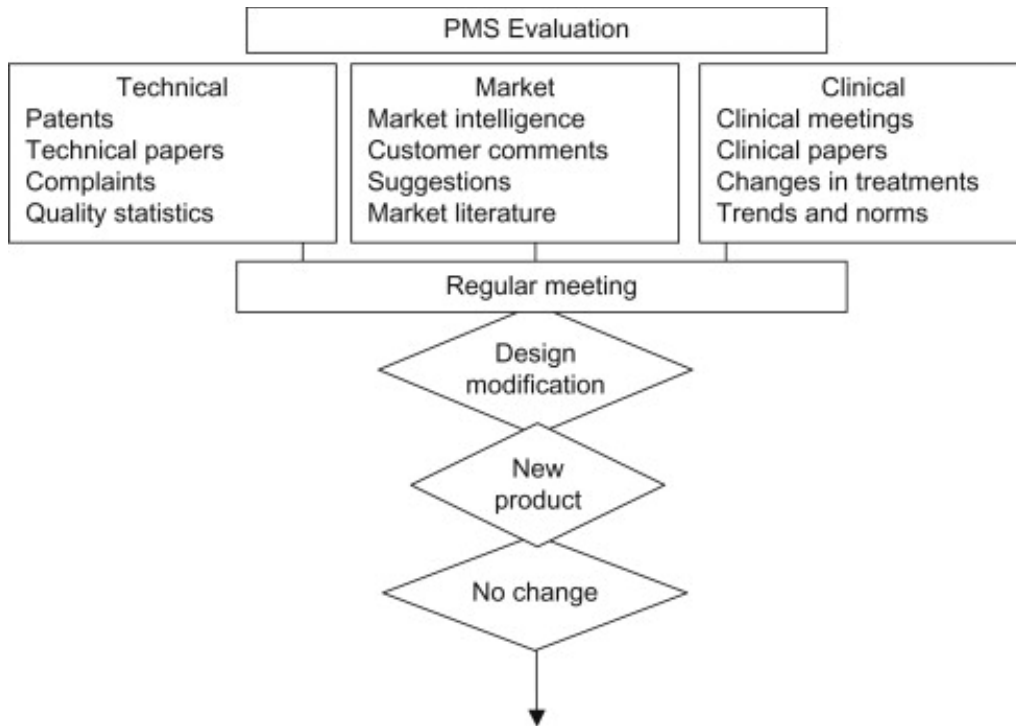 PMS Evaluation
Technical
Patents
Technical papers
Complaints
Quality statistics
Market
Market intelligence
Customer comments
Suggestions
Market literature
Clinical
Clinical meetings
Clinical papers
Changes in treatments
Trends and norms
Regular meeting
Design
modification
New
product
No change